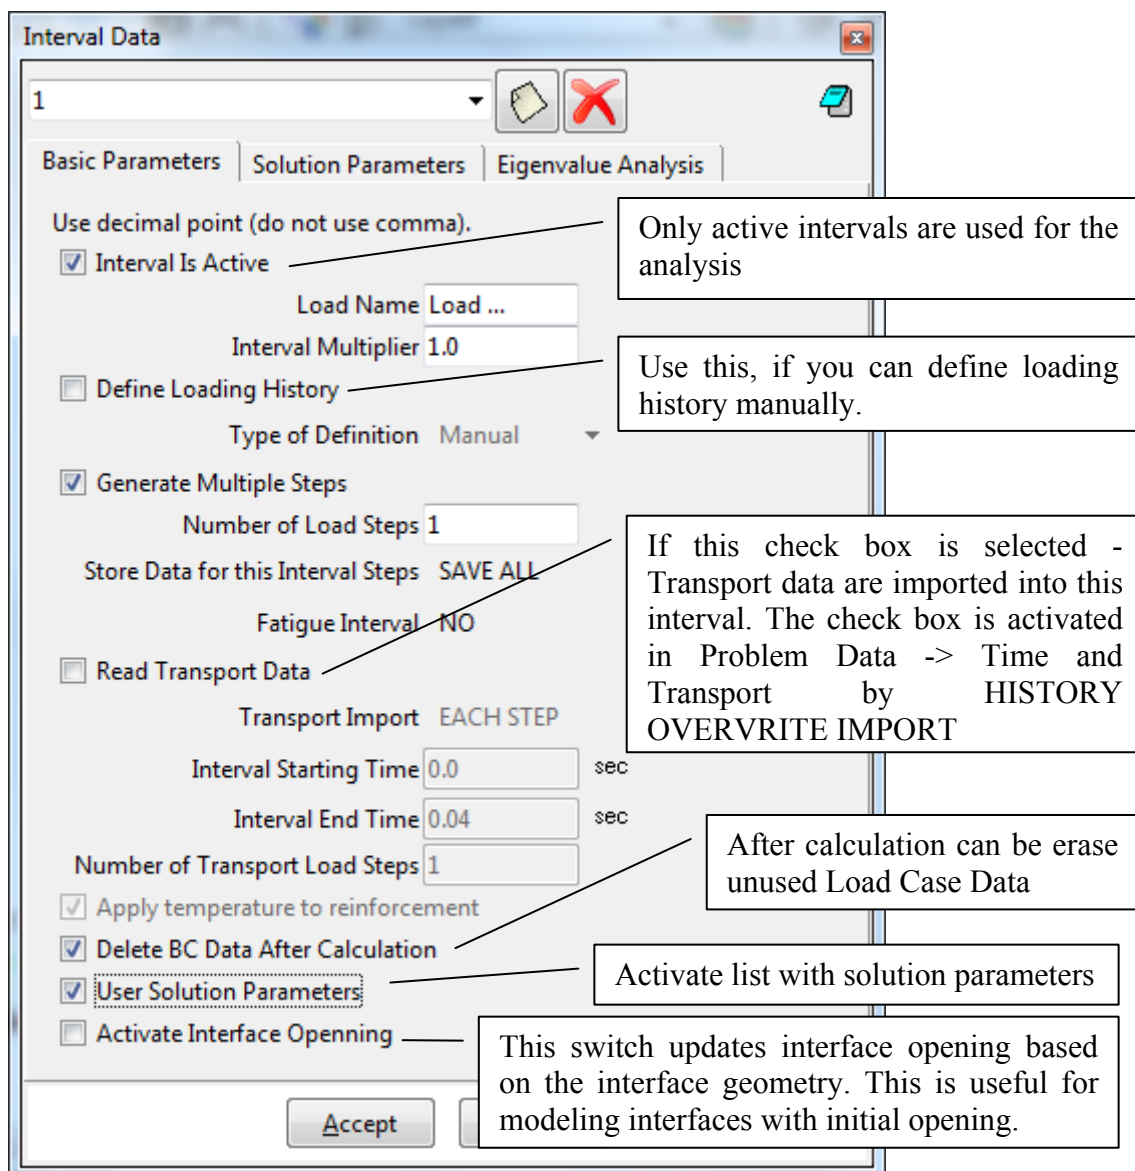 Interval Data
1
Basic Parameters
Solution Parameters
Eigenvalue Analysis
Use decimal point (do not use comma).
Interval Is Active
Only active intervals are used for the
analysis
Load Name Load ...
Interval Multiplier 1.0
Define Loading History
Use this, if you can define loading
history manually.
Type of Definition Manual
Generate Multiple Steps
Number of Load Steps 1
Store Data for this Interval Steps SAVE ALL
Fatigue Interval NO
If this check box is selected -
Transport data are imported into this
interval. The check box is activated
in Problem Data -> Time and
Transport by HISTORY
OVERVRITE IMPORT
Read Transport Data
Transport Import EACH STEP
Interval Starting Time 0.0 sec
Interval End Time 0.04 sec
Number of Transport Load Steps 1
After calculation can be erase
unused Load Case Data
Apply temperature to reinforcement
Delete BC Data After Calculation
User Solution Parameters
Activate list with solution parameters
Activate Interface Openning
This switch updates interface opening based
on the interface geometry. This is useful for
modeling interfaces with initial opening.
Accept